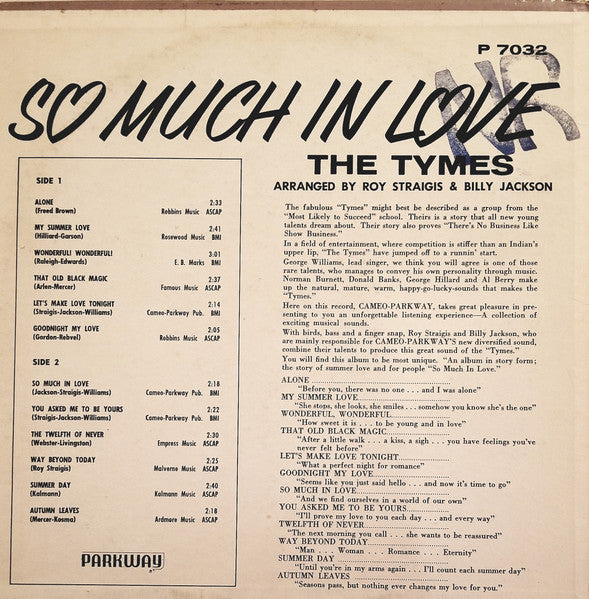 P 7032
NR
SO MUCH IN LOVE
THE TYMES
ARRANGED BY ROY STRAIGIS & BILLY JACKSON
SIDE 1
ALONE 2:33
(Freed Brown) Robbins Music ASCAP
MY SUMMER LOVE 2:41
(Hilliard-Garson) Rosewood Music BMI
WONDERFUL! WONDERFUL! 3:01
(Raleigh-Edwards) E. B. Marks BMI
THAT OLD BLACK MAGIC 2:37
(Arlen-Mercer) Famous Music ASCAP
LET'S MAKE LOVE TONIGHT 2:14
(Straigis-Jackson-Williams) Cameo-Parkway Pub. BMI
GOODNIGHT MY LOVE 2:05
(Gordon-Rebvel) Robbins Music ASCAP
SIDE 2
SO MUCH IN LOVE 2:18
(Jackson-Straigis-Williams) Cameo-Parkway Pub. BMI
YOU ASKED ME TO BE YOURS 2:22
(Straigis-Jackson-Williams) Cameo-Parkway Pub. BMI
THE TWELFTH OF NEVER 2:30
(Webster-Livingston) Empress Music ASCAP
WAY BEYOND TODAY 2:25
(Roy Straigis) Malverne Music ASCAP
SUMMER DAY 2:40
(Kalmann) Kalmann Music ASCAP
AUTUMN LEAVES 2:18
(Mercer-Kosma) Ardmore Music ASCAP
PARKWAY
The fabulous "Tymes" might best be described as a group from the
"Most Likely to Succeed" school. Theirs is a story that all new young
talents dream about. Their story also proves "There's No Business Like
Show Business."
In a field of entertainment, where competition is stiffer than an Indian's
upper lip, "The Tymes" have jumped off to a runnin' start.
George Williams, lead singer, we think you will agree is one of those
rare talents, who manages to convey his own personality through music.
Norman Burnett, Donald Banks, George Hillard and Al Berry make
up the natural, mature, warm, happy-go-lucky-sounds that makes the
"Tymes."
Here on this record, CAMEO-PARKWAY, takes great pleasure in pre-
senting to you an unforgettable listening experience—A collection of
exciting musical sounds.
With birds, bass and a finger snap, Roy Straigis and Billy Jackson, who
are mainly responsible for CAMEO-PARKWAY'S new diversified sound,
combine their talents to produce this great sound of the "Tymes."
You will find this album to be most unique. "An album in story form;
the story of summer love and for people "So Much In Love."
ALONE
"Before you, there was no one . . . and I was alone"
MY SUMMER LOVE
"She stops, she looks, she smiles . . . somehow you know she's the one"
WONDERFUL, WONDERFUL
"How sweet it is . . . to be young and in love"
THAT OLD BLACK MAGIC
"After a little walk . . . a kiss, a sigh . . . you have feelings you've
never felt before"
LET'S MAKE LOVE TONIGHT
"What a perfect night for romance"
GOODNIGHT MY LOVE
"Seems like you just said hello . . . and now it's time to go"
SO MUCH IN LOVE
"And we find ourselves in a world of our own"
YOU ASKED ME TO BE YOURS
"I'll prove my love to you each day . . . and every way"
TWELFTH OF NEVER
"The next morning you call . . . she wants to be reassured"
WAY BEYOND TODAY
"Man . . . Woman . . . Romance . . . Eternity"
SUMMER DAY
"Until you're in my arms again . . . I'll count each summer day"
AUTUMN LEAVES
"Seasons pass, but nothing ever changes my love for you."